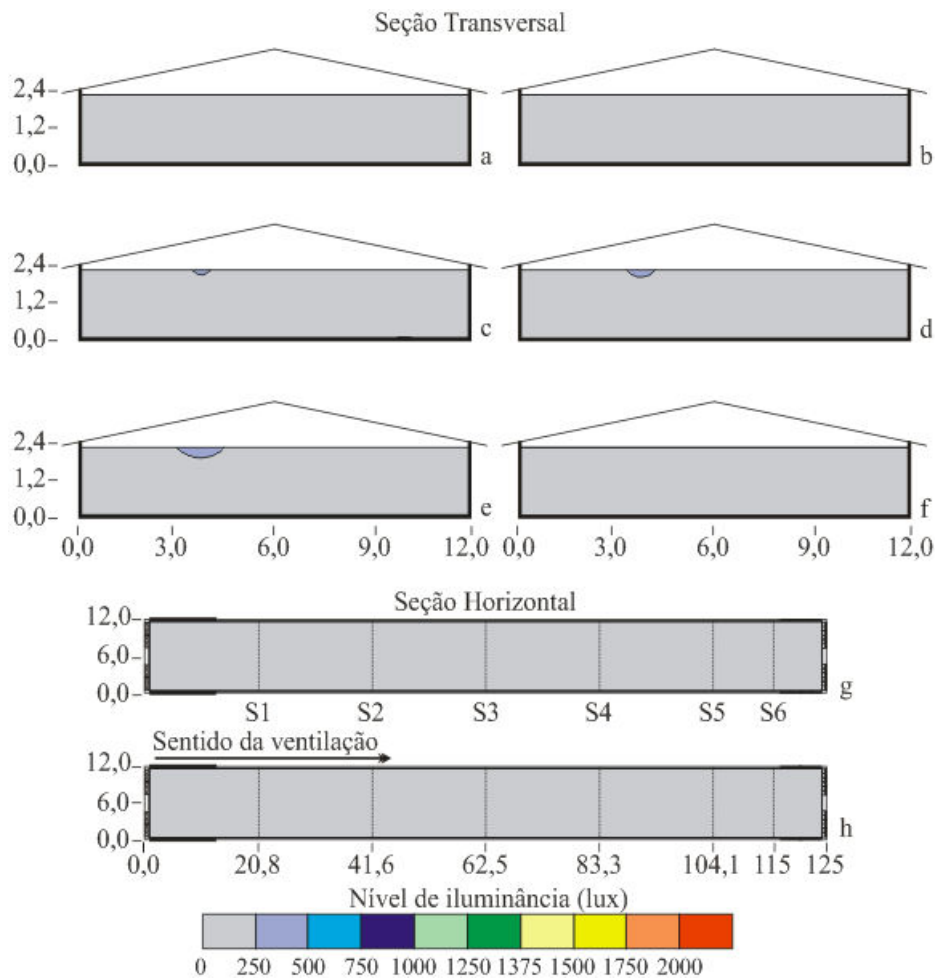 Seção Transversal
2,4
1,2
0,0
a
b
2,4
1,2
0,0
c
d
2,4
1,2
0,0
e
f
0,0 3,0 6,0 9,0 12,0 0,0 3,0 6,0 9,0 12,0
Seção Horizontal
12,0
6,0
0,0
g
S1 S2 S3 S4 S5 S6
Sentido da ventilação
12,0
6,0
0,0
h
0,0 20,8 41,6 62,5 83,3 104,1 115 125
Nível de iluminância (lux)
0 250 500 750 1000 1250 1375 1500 1750 2000